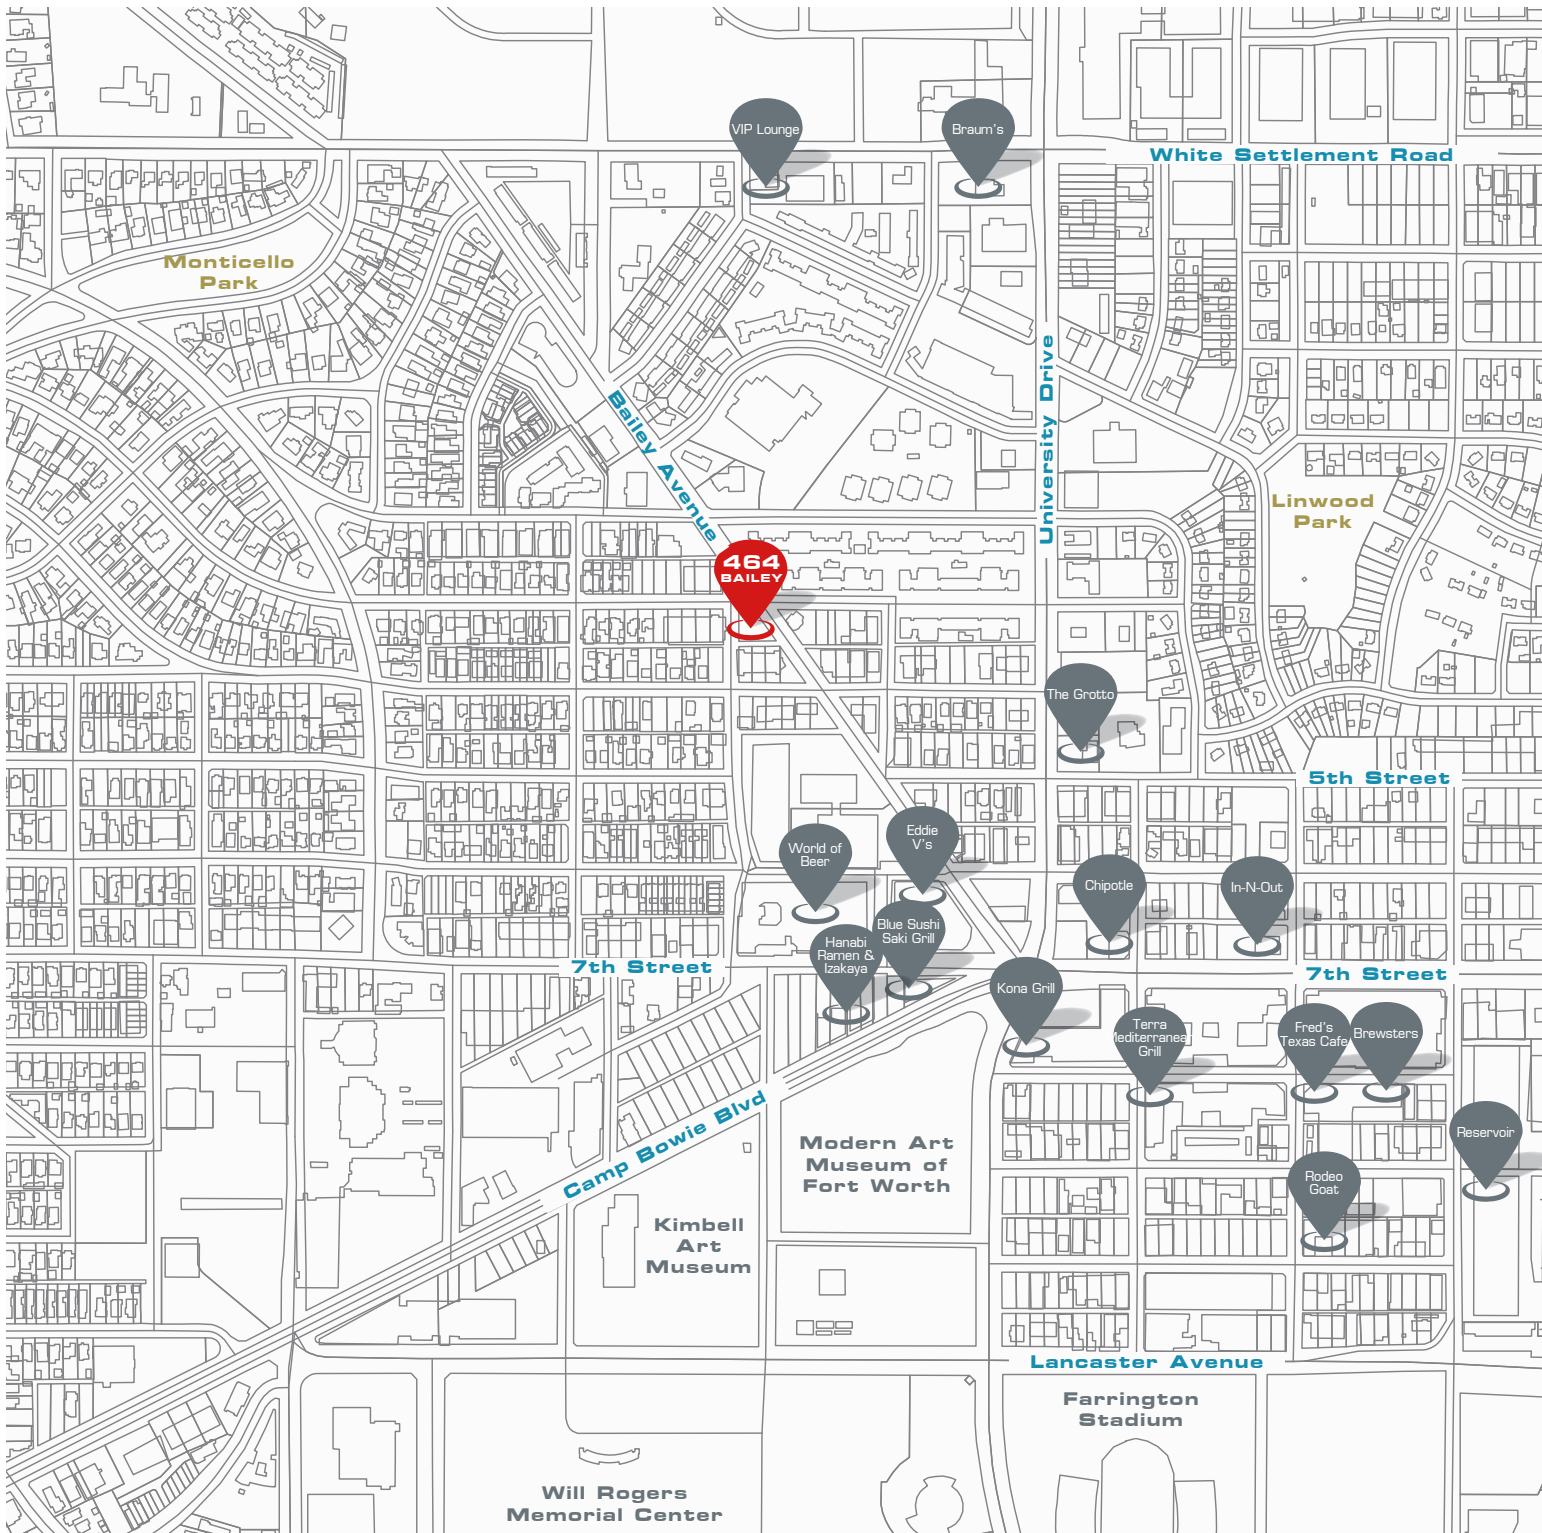 VIP Lounge
Braum's
White Settlement Road
Monticello
Park
University Drive
Bailey Avenue
Linwood
Park
464
BAILEY
The Grotto
5th Street
Eddie
V's
World of
Beer
Chipotle
In-N-Out
Blue Sushi
Saki Grill
Hanabi
Ramen &
Izakaya
7th Street
7th Street
Kona Grill
Terra
Mediterranea
Grill
Fred's
Texas Cafe
Brewsters
Camp Bowie Blvd
Reservoir
Modern Art
Museum of
Fort Worth
Rodeo
Goat
Kimbell
Art
Museum
Lancaster Avenue
Farrington
Stadium
Will Rogers
Memorial Center